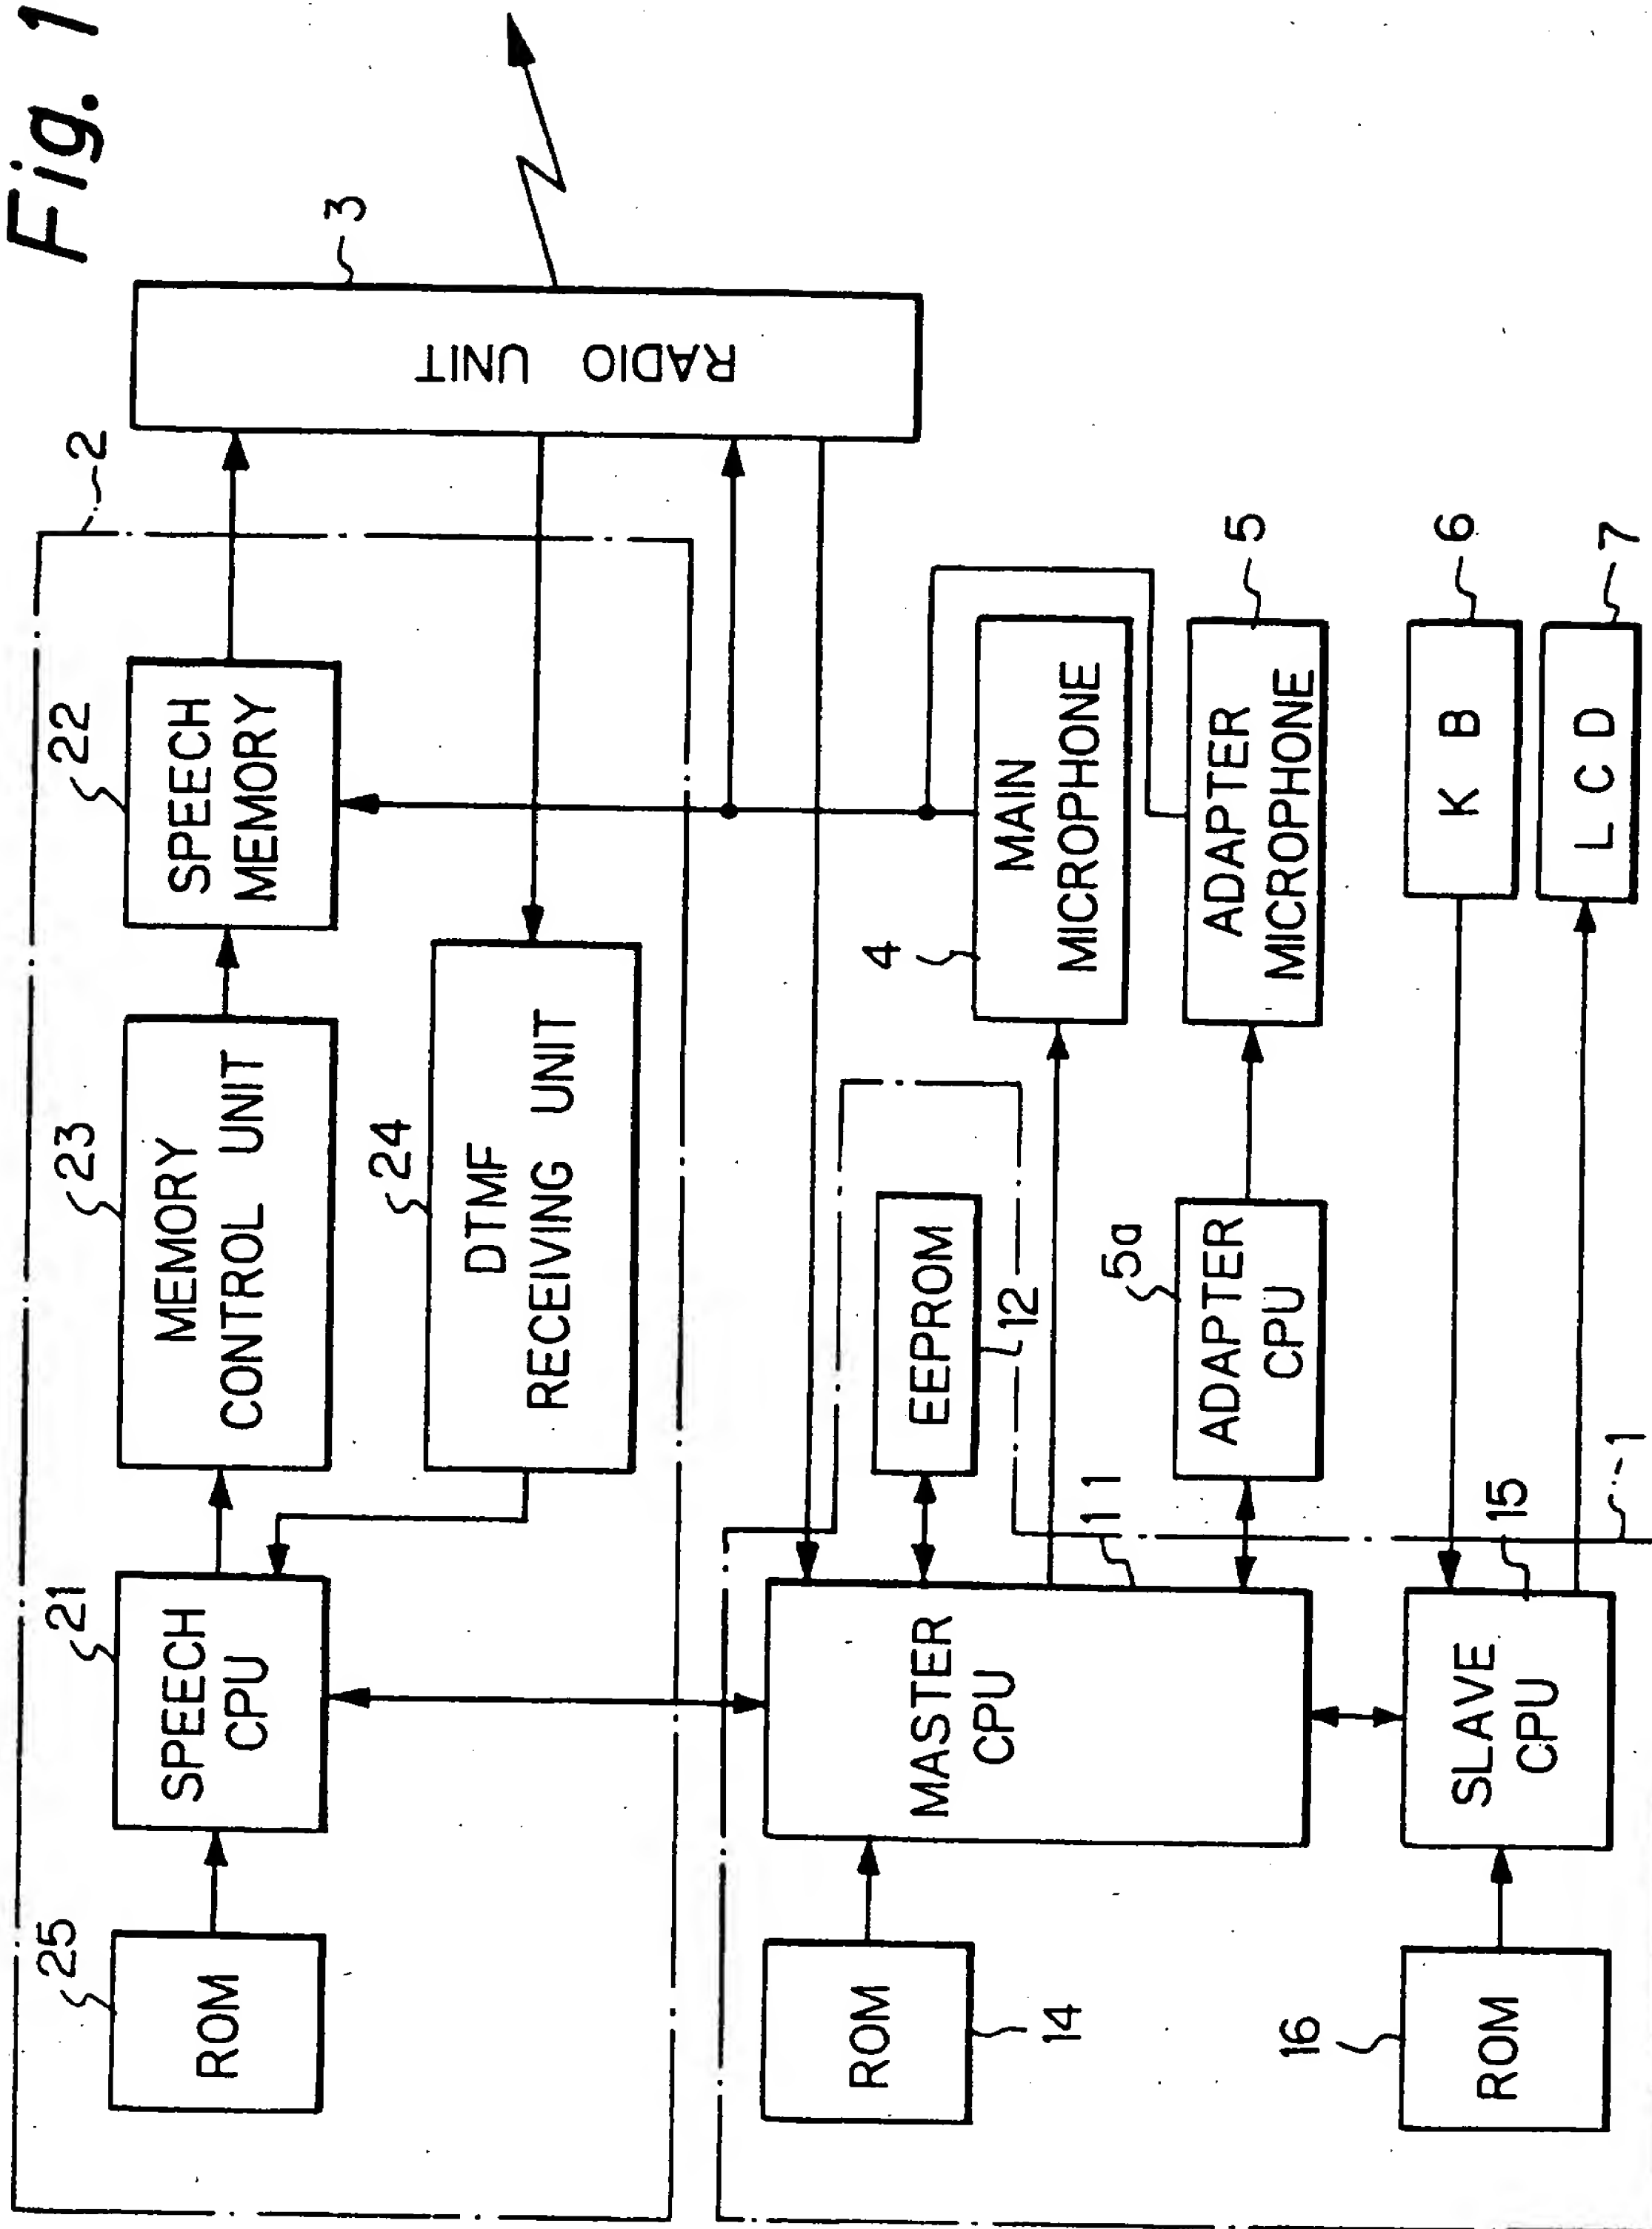 Fig. 1
2
3
25
ROM
21
SPEECH
CPU
23
MEMORY
CONTROL UNIT
22
SPEECH
MEMORY
24
DTMF
RECEIVING UNIT
RADIO UNIT
14
ROM
MASTER
CPU
11
EEPROM
12
4
MAIN
MICROPHONE
5a
ADAPTER
CPU
5
ADAPTER
MICROPHONE
16
ROM
15
SLAVE
CPU
6
K B
7
L C D
1